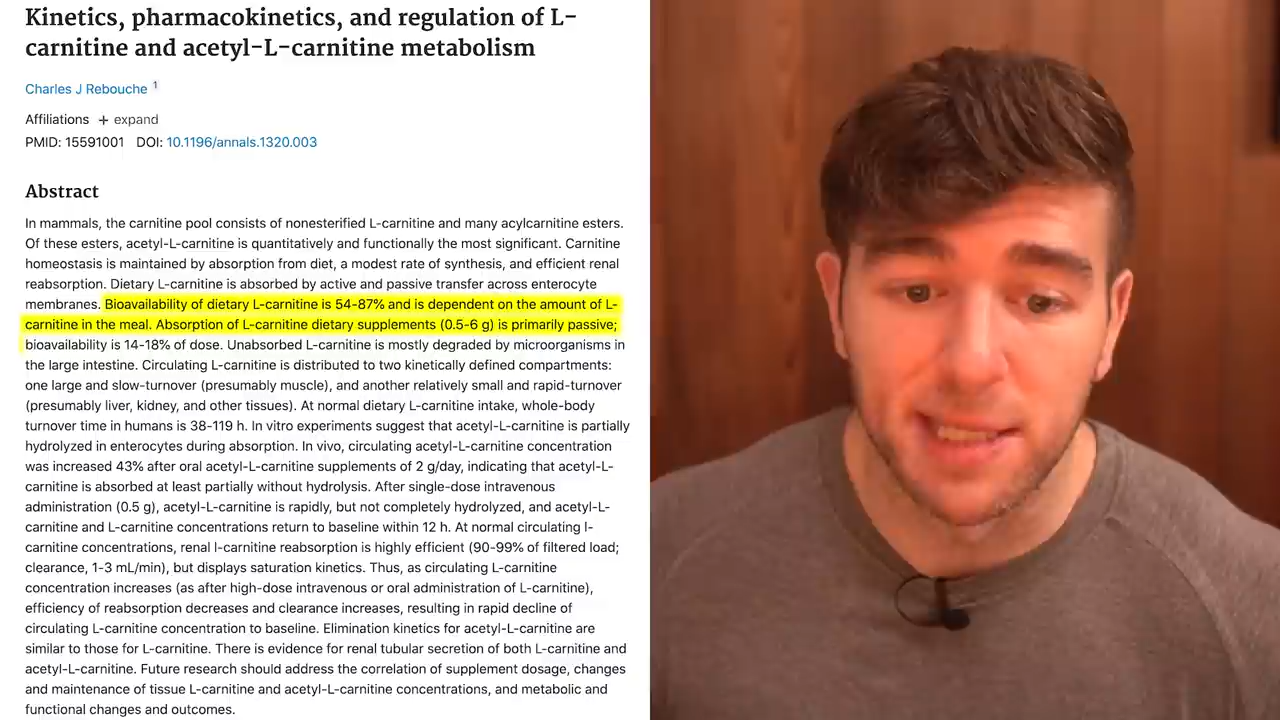 Kinetics, pharmacokinetics, and regulation of L-
carnitine and acetyl-L-carnitine metabolism
Charles J Rebouche 1
Affiliations + expand
PMID: 15591001 DOI: 10.1196/annals.1320.003
Abstract
In mammals, the carnitine pool consists of nonesterified L-carnitine and many acylcarnitine esters.
Of these esters, acetyl-L-carnitine is quantitatively and functionally the most significant. Carnitine
homeostasis is maintained by absorption from diet, a modest rate of synthesis, and efficient renal
reabsorption. Dietary L-carnitine is absorbed by active and passive transfer across enterocyte
membranes. Bioavailability of dietary L-carnitine is 54-87% and is dependent on the amount of L-
carnitine in the meal. Absorption of L-carnitine dietary supplements (0.5-6 g) is primarily passive;
bioavailability is 14-18% of dose. Unabsorbed L-carnitine is mostly degraded by microorganisms in
the large intestine. Circulating L-carnitine is distributed to two kinetically defined compartments:
one large and slow-turnover (presumably muscle), and another relatively small and rapid-turnover
(presumably liver, kidney, and other tissues). At normal dietary L-carnitine intake, whole-body
turnover time in humans is 38-119 h. In vitro experiments suggest that acetyl-L-carnitine is partially
hydrolyzed in enterocytes during absorption. In vivo, circulating acetyl-L-carnitine concentration
was increased 43% after oral acetyl-L-carnitine supplements of 2 g/day, indicating that acetyl-L-
carnitine is absorbed at least partially without hydrolysis. After single-dose intravenous
administration (0.5 g), acetyl-L-carnitine is rapidly, but not completely hydrolyzed, and acetyl-L-
carnitine and L-carnitine concentrations return to baseline within 12 h. At normal circulating l-
carnitine concentrations, renal l-carnitine reabsorption is highly efficient (90-99% of filtered load;
clearance, 1-3 mL/min), but displays saturation kinetics. Thus, as circulating L-carnitine
concentration increases (as after high-dose intravenous or oral administration of L-carnitine),
efficiency of reabsorption decreases and clearance increases, resulting in rapid decline of
circulating L-carnitine concentration to baseline. Elimination kinetics for acetyl-L-carnitine are
similar to those for L-carnitine. There is evidence for renal tubular secretion of both L-carnitine and
acetyl-L-carnitine. Future research should address the correlation of supplement dosage, changes
and maintenance of tissue L-carnitine and acetyl-L-carnitine concentrations, and metabolic and
functional changes and outcomes.